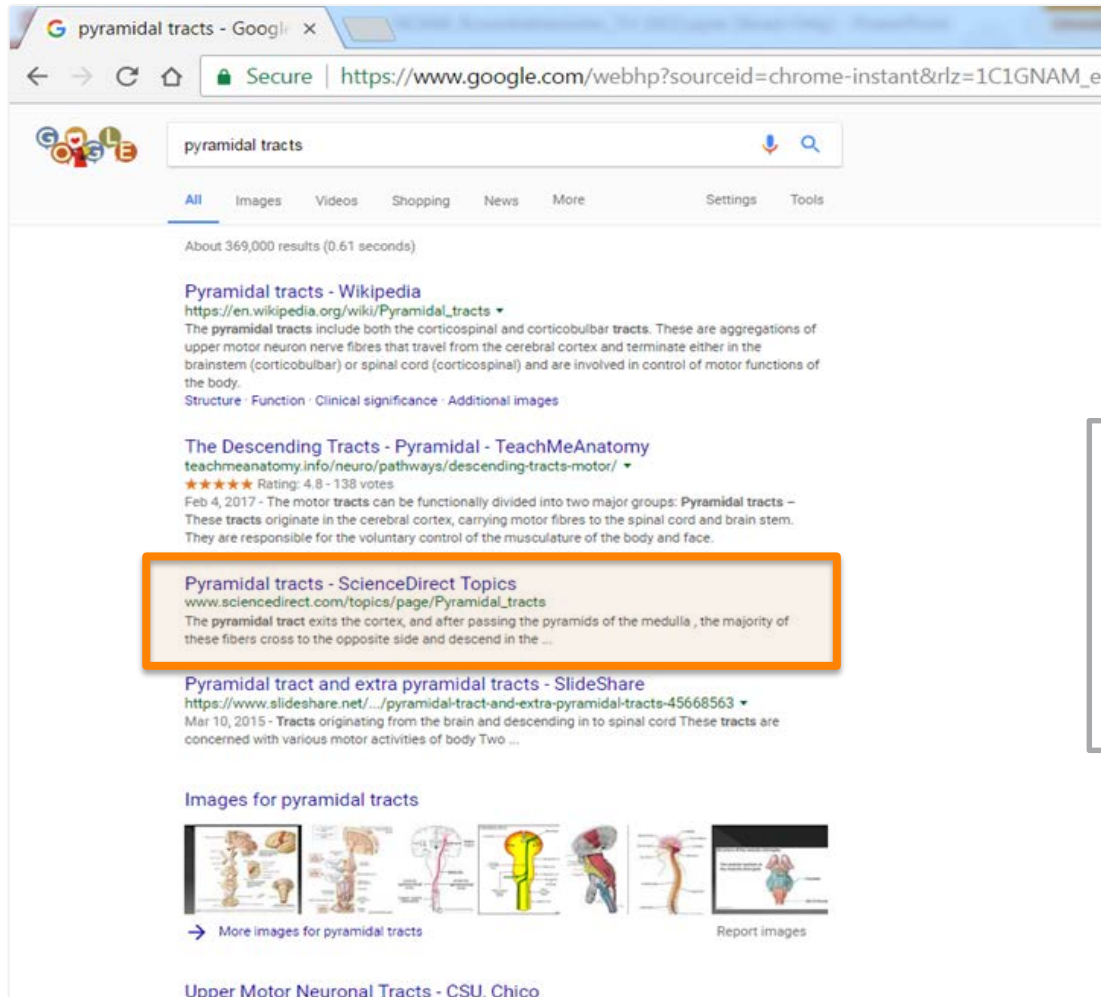 pyramidal tracts - Googl
Secure | https://www.google.com/webhp?sourceid=chrome-instant&rlz=1C1GNAM_e
GOOGLE
pyramidal tracts
All Images Videos Shopping News More Settings Tools
About 369,000 results (0.61 seconds)
Pyramidal tracts - Wikipedia
https://en.wikipedia.org/wiki/Pyramidal_tracts
The pyramidal tracts include both the corticospinal and corticobulbar tracts. These are aggregations of
upper motor neuron nerve fibres that travel from the cerebral cortex and terminate either in the
brainstem (corticobulbar) or spinal cord (corticospinal) and are involved in control of motor functions of
the body.
Structure · Function · Clinical significance · Additional images
The Descending Tracts - Pyramidal - TeachMeAnatomy
teachmeanatomy.info/neuro/pathways/descending-tracts-motor/
★★★★★ Rating: 4.8 - 138 votes
Feb 4, 2017 - The motor tracts can be functionally divided into two major groups: Pyramidal tracts –
These tracts originate in the cerebral cortex, carrying motor fibres to the spinal cord and brain stem.
They are responsible for the voluntary control of the musculature of the body and face.
Pyramidal tracts - ScienceDirect Topics
www.sciencedirect.com/topics/page/Pyramidal_tracts
The pyramidal tract exits the cortex, and after passing the pyramids of the medulla , the majority of
these fibers cross to the opposite side and descend in the ...
Pyramidal tract and extra pyramidal tracts - SlideShare
https://www.slideshare.net/.../pyramidal-tract-and-extra-pyramidal-tracts-45668563
Mar 10, 2015 - Tracts originating from the brain and descending in to spinal cord These tracts are
concerned with various motor activities of body Two ...
Images for pyramidal tracts
More images for pyramidal tracts Report images
Upper Motor Neuronal Tracts - CSU, Chico